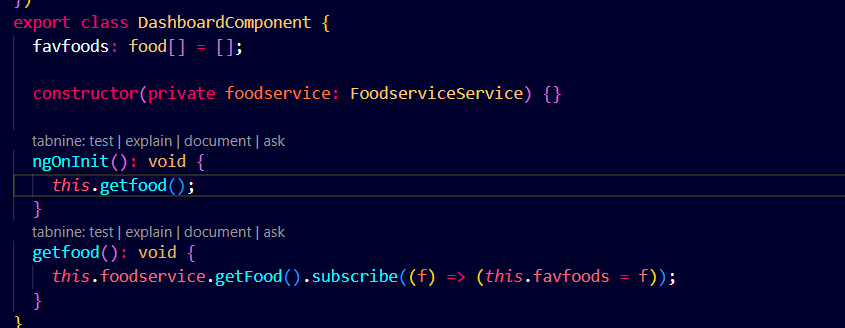 })
export class DashboardComponent {
favfoods: food[] = [];
constructor(private foodservice: FoodserviceService) {}
tabnine: test | explain | document | ask
ngOnInit(): void {
this.getfood();
}
tabnine: test | explain | document | ask
getfood(): void {
this.foodservice.getFood().subscribe((f) => (this.favfoods = f));
}
}